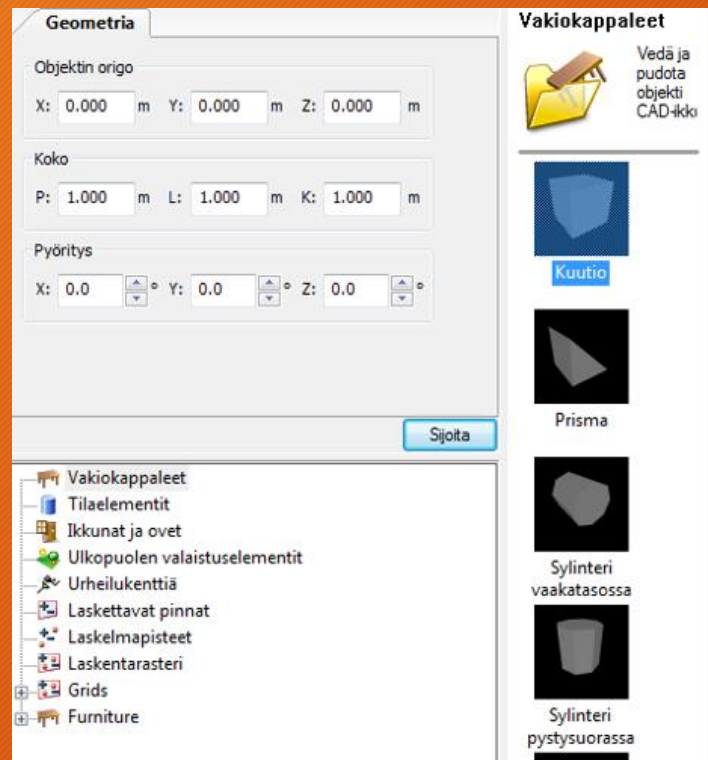 Geometria
Objektin origo
X: 0.000 m Y: 0.000 m Z: 0.000 m
Koko
P: 1.000 m L: 1.000 m K: 1.000 m
Pyöritys
X: 0.0 ° Y: 0.0 ° Z: 0.0 °
Sijoita
Vakiokappaleet
Tilaelementit
Ikkunat ja ovet
Ulkopuolen valaistuselementit
Urheilukenttiä
Laskettavat pinnat
Laskelmapisteet
Laskentarasteri
Grids
Furniture
Vakiokappaleet
Vedä ja
pudota
objekti
CAD-ikku
Kuutio
Prisma
Sylinteri
vaakatasossa
Sylinteri
pystysuorassa